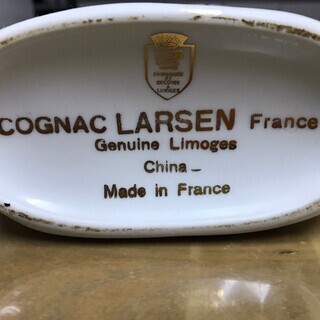 COGNAC LARSEN France
Genuine Limoges
China
Made in France